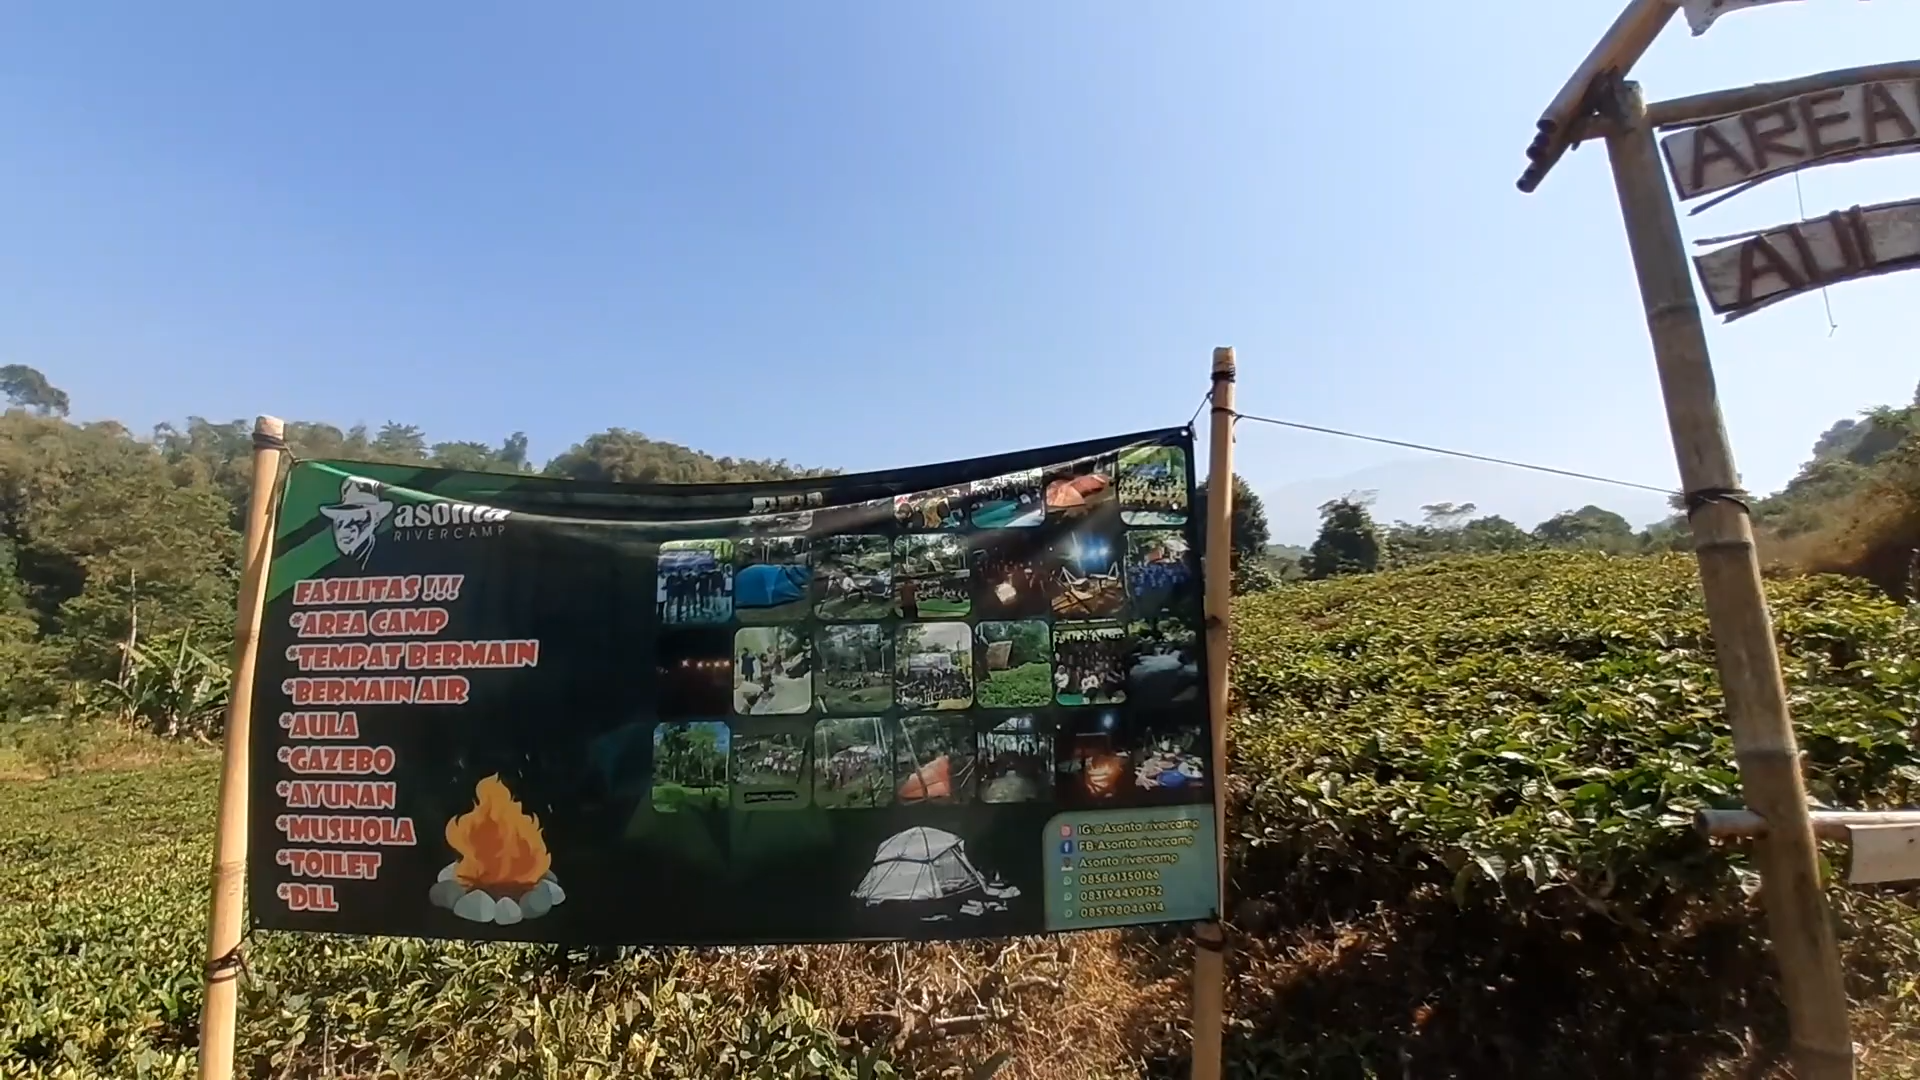 asonta
RIVERCAMP
FASILITAS !!!
*AREA CAMP
*TEMPAT BERMAIN
*BERMAIN AIR
*AULA
*GAZEBO
*AYUNAN
*MUSHOLA
*TOILET
*DLL
IG:@Asonta rivercamp
FB:Asonta rivercamp
Asonta rivercamp
085861350166
083194490752
085798046914
AREA
AUL